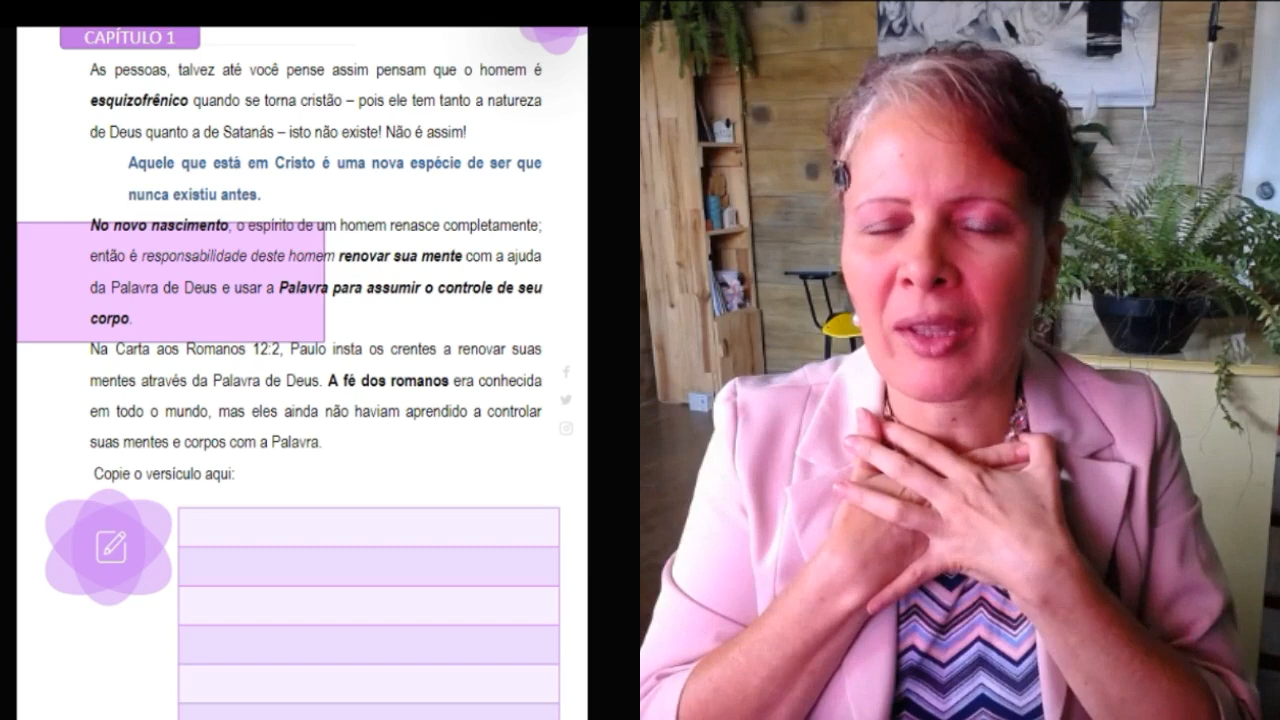 CAPÍTULO 1
As pessoas, talvez até você pense assim pensam que o homem é
esquizofrênico quando se torna cristão – pois ele tem tanto a natureza
de Deus quanto a de Satanás – isto não existe! Não é assim!
Aquele que está em Cristo é uma nova espécie de ser que
nunca existiu antes.
No novo nascimento, o espírito de um homem renasce completamente;
então é responsabilidade deste homem renovar sua mente com a ajuda
da Palavra de Deus e usar a Palavra para assumir o controle de seu
corpo.
Na Carta aos Romanos 12:2, Paulo insta os crentes a renovar suas
mentes através da Palavra de Deus. A fé dos romanos era conhecida
em todo o mundo, mas eles ainda não haviam aprendido a controlar
suas mentes e corpos com a Palavra.
Copie o versículo aqui: